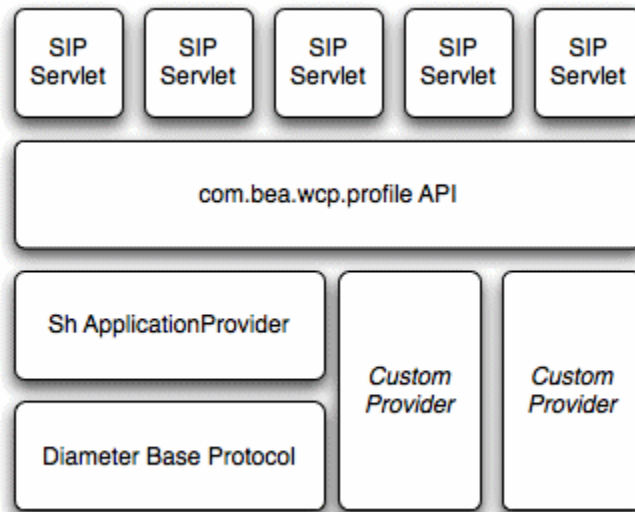 SIP
Servlet
SIP
Servlet
SIP
Servlet
SIP
Servlet
SIP
Servlet
com.bea.wcp.profile API
Sh ApplicationProvider
Custom
Provider
Custom
Provider
Diameter Base Protocol